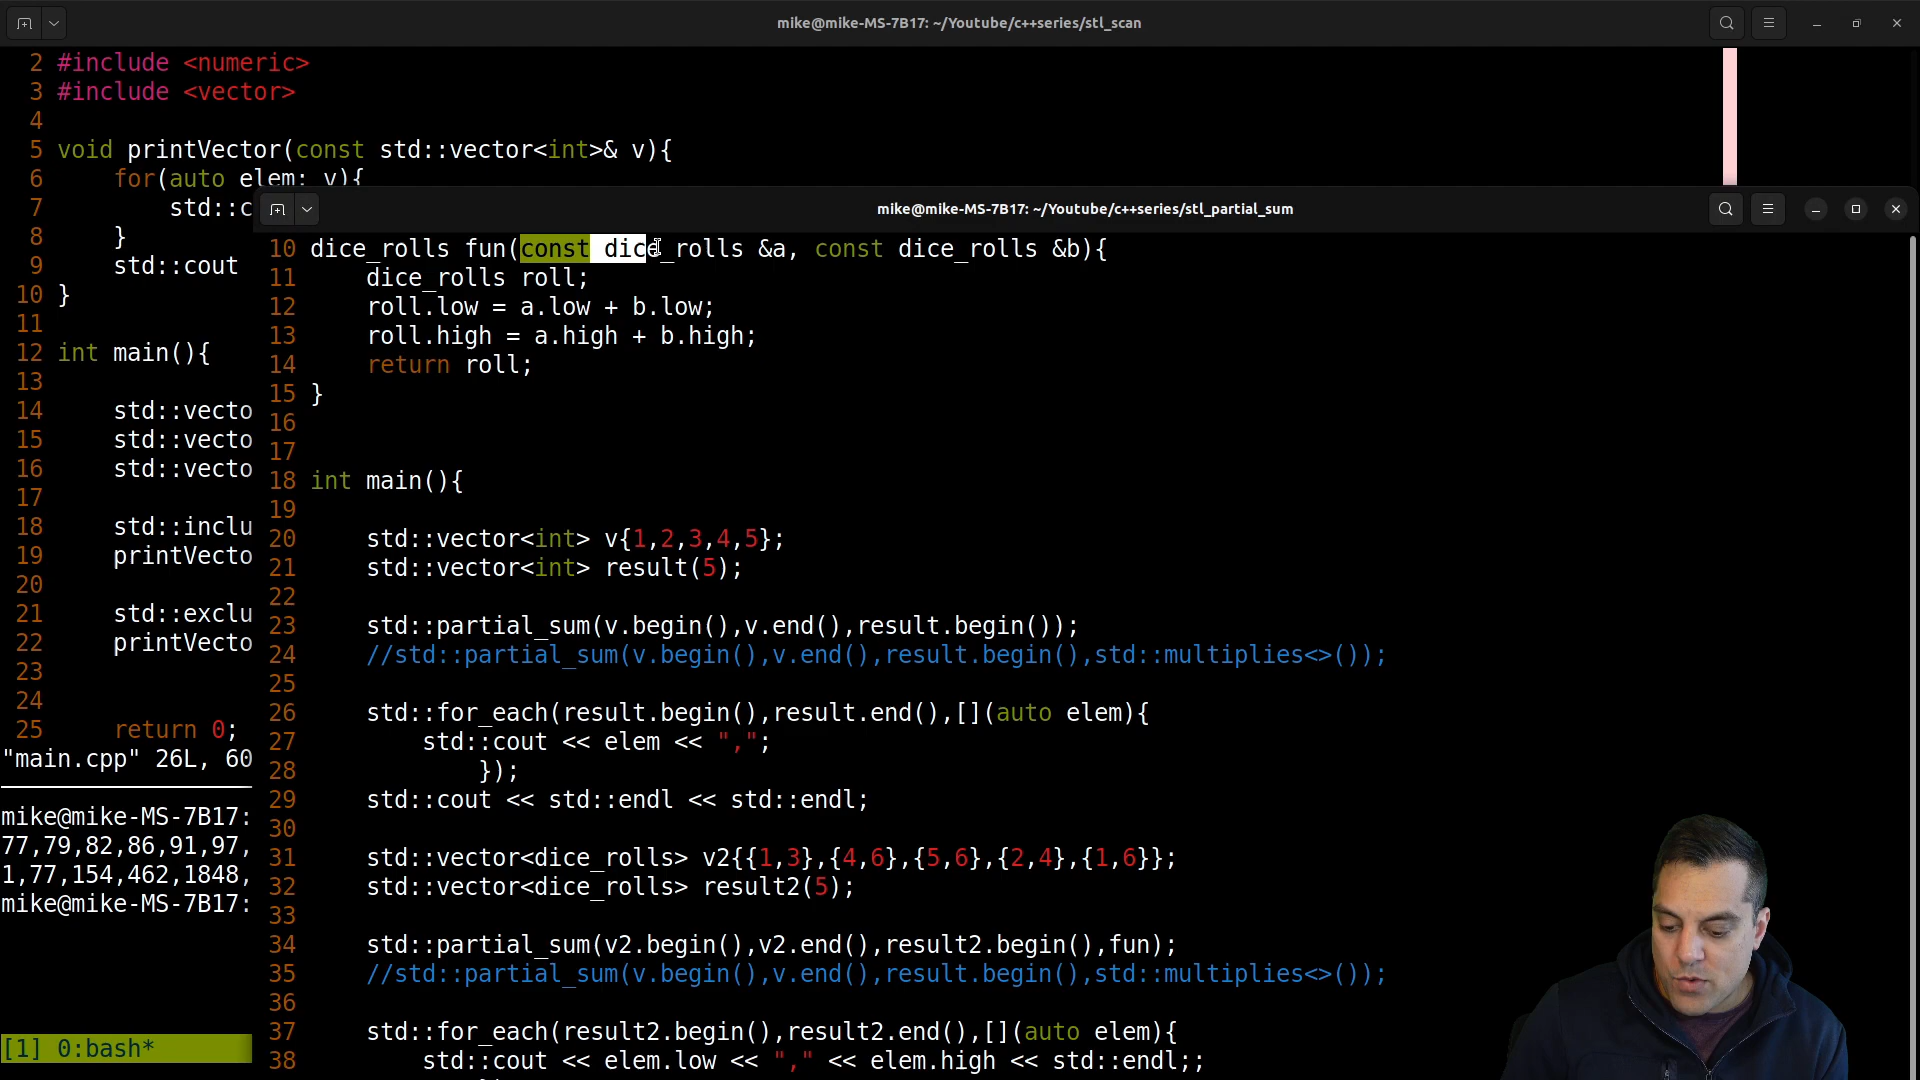 mike@mike-MS-7B17: ~/Youtube/c++series/stl_scan
2 #include <numeric>
3 #include <vector>
4
5 void printVector(const std::vector<int>& v){
6 for(auto elem: v){
7 std::c
8 }
9 std::cout
10 }
11
12 int main(){
13
14 std::vecto
15 std::vecto
16 std::vecto
17
18 std::inclu
19 printVecto
20
21 std::exclu
22 printVecto
23
24
25 return 0;
"main.cpp" 26L, 60
mike@mike-MS-7B17:
77,79,82,86,91,97,
1,77,154,462,1848,
mike@mike-MS-7B17:
[1] 0:bash*
mike@mike-MS-7B17: ~/Youtube/c++series/stl_partial_sum
10 dice_rolls fun(const dice_rolls &a, const dice_rolls &b){
11 dice_rolls roll;
12 roll.low = a.low + b.low;
13 roll.high = a.high + b.high;
14 return roll;
15 }
16
17
18 int main(){
19
20 std::vector<int> v{1,2,3,4,5};
21 std::vector<int> result(5);
22
23 std::partial_sum(v.begin(),v.end(),result.begin());
24 //std::partial_sum(v.begin(),v.end(),result.begin(),std::multiplies<>());
25
26 std::for_each(result.begin(),result.end(),[](auto elem){
27 std::cout << elem << ",";
28 });
29 std::cout << std::endl << std::endl;
30
31 std::vector<dice_rolls> v2{{1,3},{4,6},{5,6},{2,4},{1,6}};
32 std::vector<dice_rolls> result2(5);
33
34 std::partial_sum(v2.begin(),v2.end(),result2.begin(),fun);
35 //std::partial_sum(v.begin(),v.end(),result.begin(),std::multiplies<>());
36
37 std::for_each(result2.begin(),result2.end(),[](auto elem){
38 std::cout << elem.low << "," << elem.high << std::endl;;